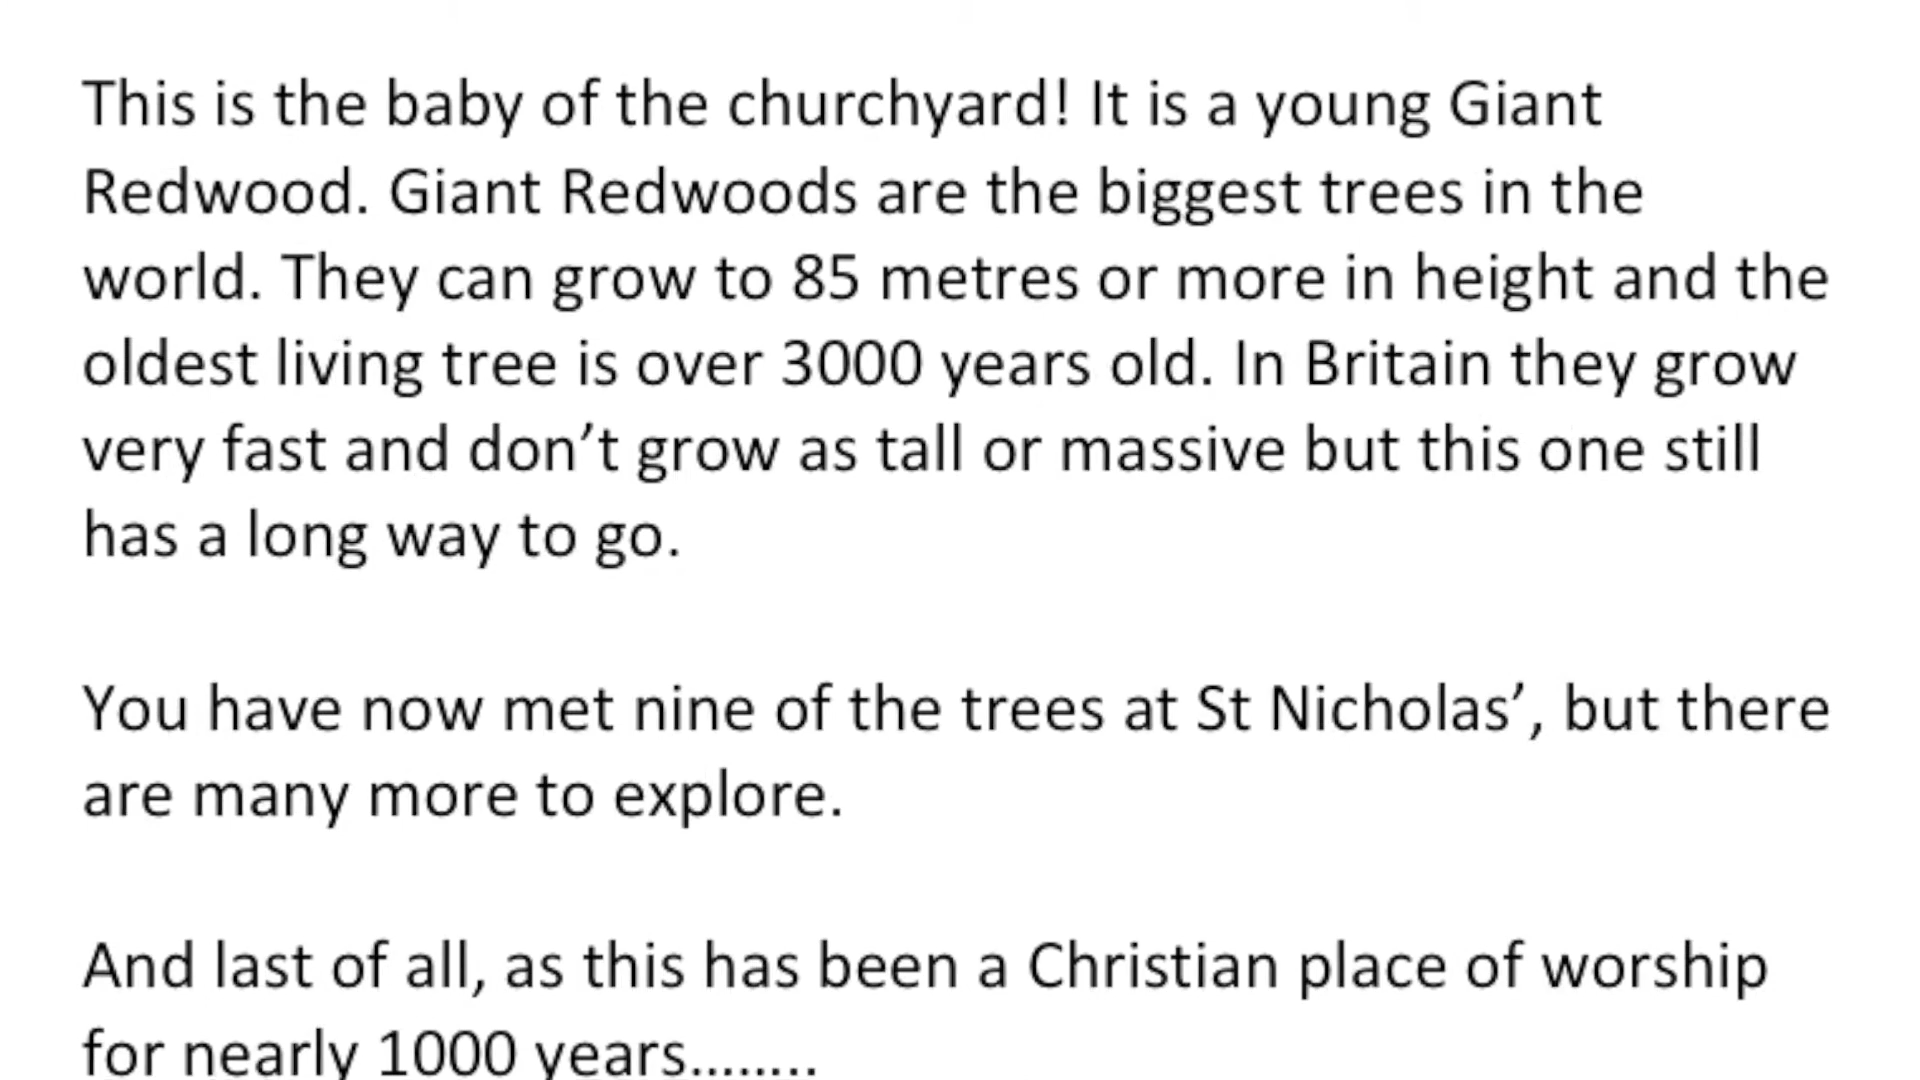 This is the baby of the churchyard! It is a young Giant
Redwood. Giant Redwoods are the biggest trees in the
world. They can grow to 85 metres or more in height and the
oldest living tree is over 3000 years old. In Britain they grow
very fast and don’t grow as tall or massive but this one still
has a long way to go.
You have now met nine of the trees at St Nicholas’, but there
are many more to explore.
And last of all, as this has been a Christian place of worship
for nearly 1000 years........